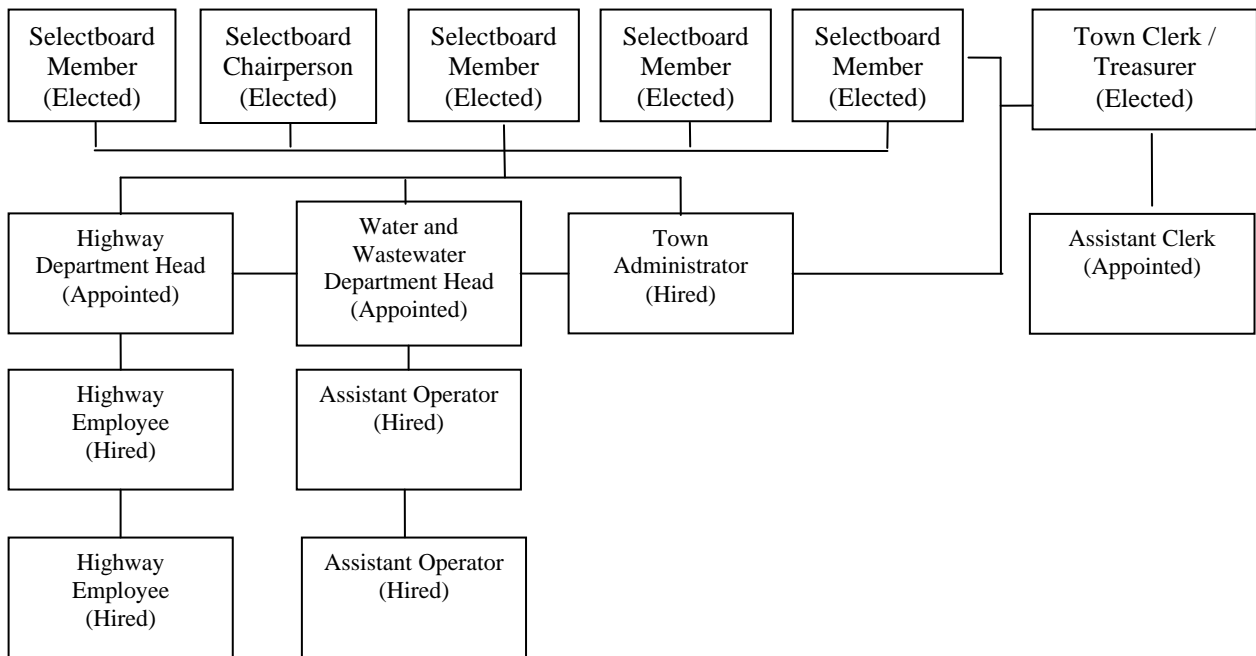 Selectboard
Member
(Elected)
Selectboard
Chairperson
(Elected)
Selectboard
Member
(Elected)
Selectboard
Member
(Elected)
Selectboard
Member
(Elected)
Town Clerk /
Treasurer
(Elected)
Highway
Department Head
(Appointed)
Water and
Wastewater
Department Head
(Appointed)
Town
Administrator
(Hired)
Assistant Clerk
(Appointed)
Highway
Employee
(Hired)
Assistant Operator
(Hired)
Highway
Employee
(Hired)
Assistant Operator
(Hired)